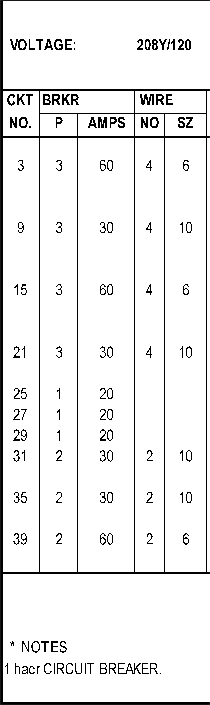 VOLTAGE: 208Y/120
CKT BRKR WIRE
NO. P AMPS NO SZ
3 3 60 4 6
9 3 30 4 10
15 3 60 4 6
21 3 30 4 10
25 1 20
27 1 20
29 1 20
31 2 30 2 10
35 2 30 2 10
39 2 60 2 6
* NOTES
1 hacr CIRCUIT BREAKER.